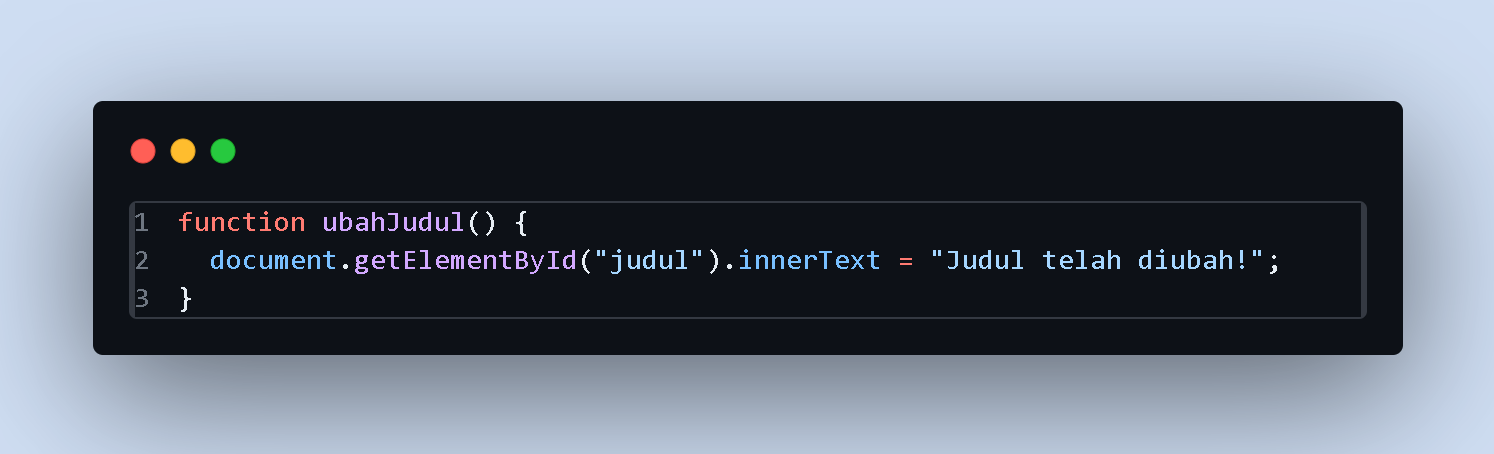 1 function ubahJudul() {
2   document.getElementById("judul").innerText = "Judul telah diubah!";
3 }